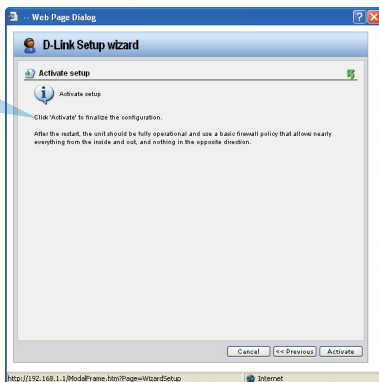 -- Web Page Dialog
D-Link Setup wizard
Activate setup
Activate setup
Click 'Activate' to finalize the configuration.
After the restart, the unit should be fully operational and use a basic firewall policy that allows nearly
everything from the inside and out, and nothing in the opposite direction.
Cancel << Previous Activate
http://192.168.1.1/ModalFrame.htm?Page=WizardSetup Internet